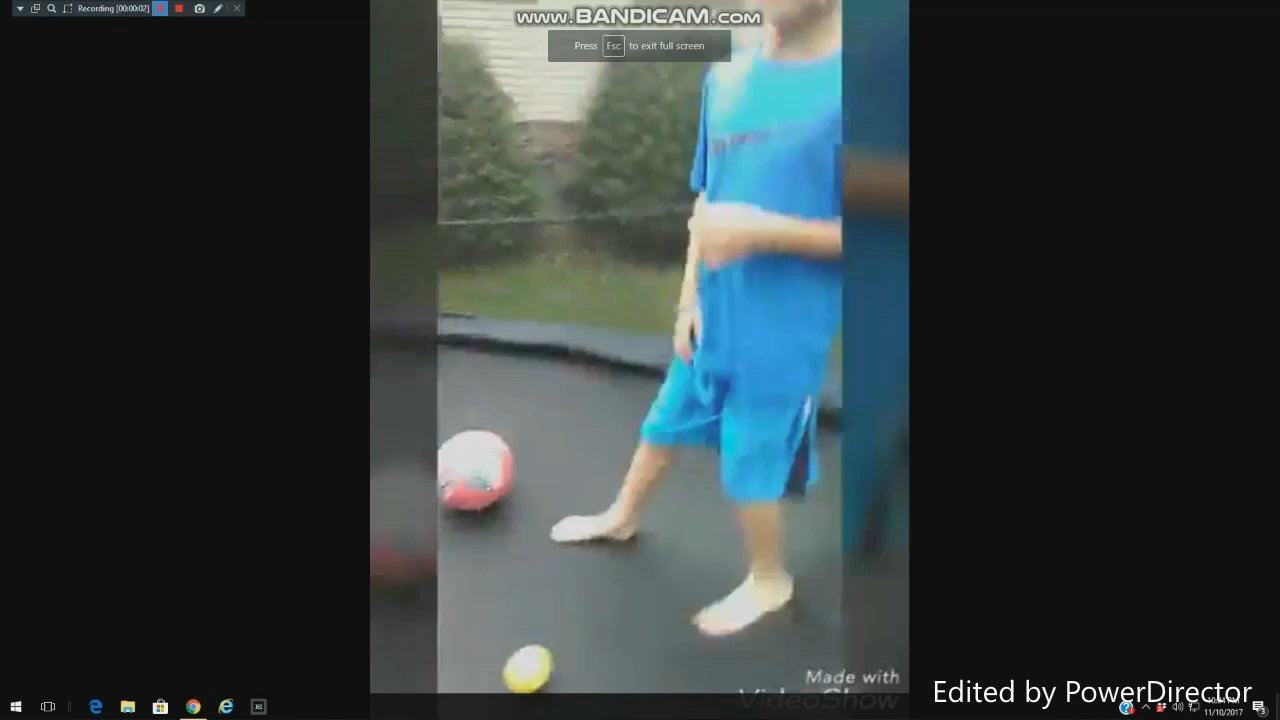 Recording [00:00:00]
www.BANDICAM.com
Press Esc to exit full screen
Made with
VideoShow
Edited by PowerDirector
11/10/2017